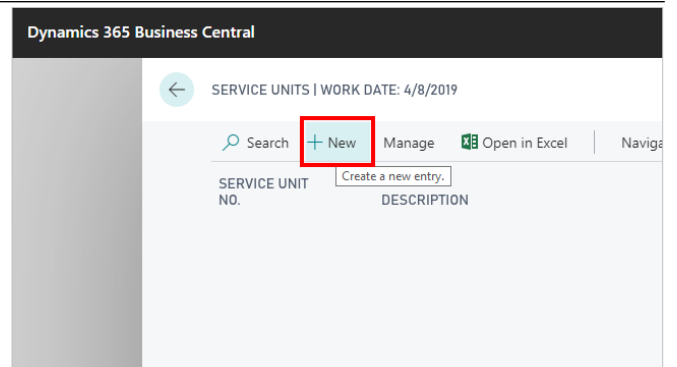 Dynamics 365 Business Central
SERVICE UNITS | WORK DATE: 4/8/2019
Search New Manage Open in Excel Naviga
Create a new entry.
SERVICE UNIT
NO. DESCRIPTION